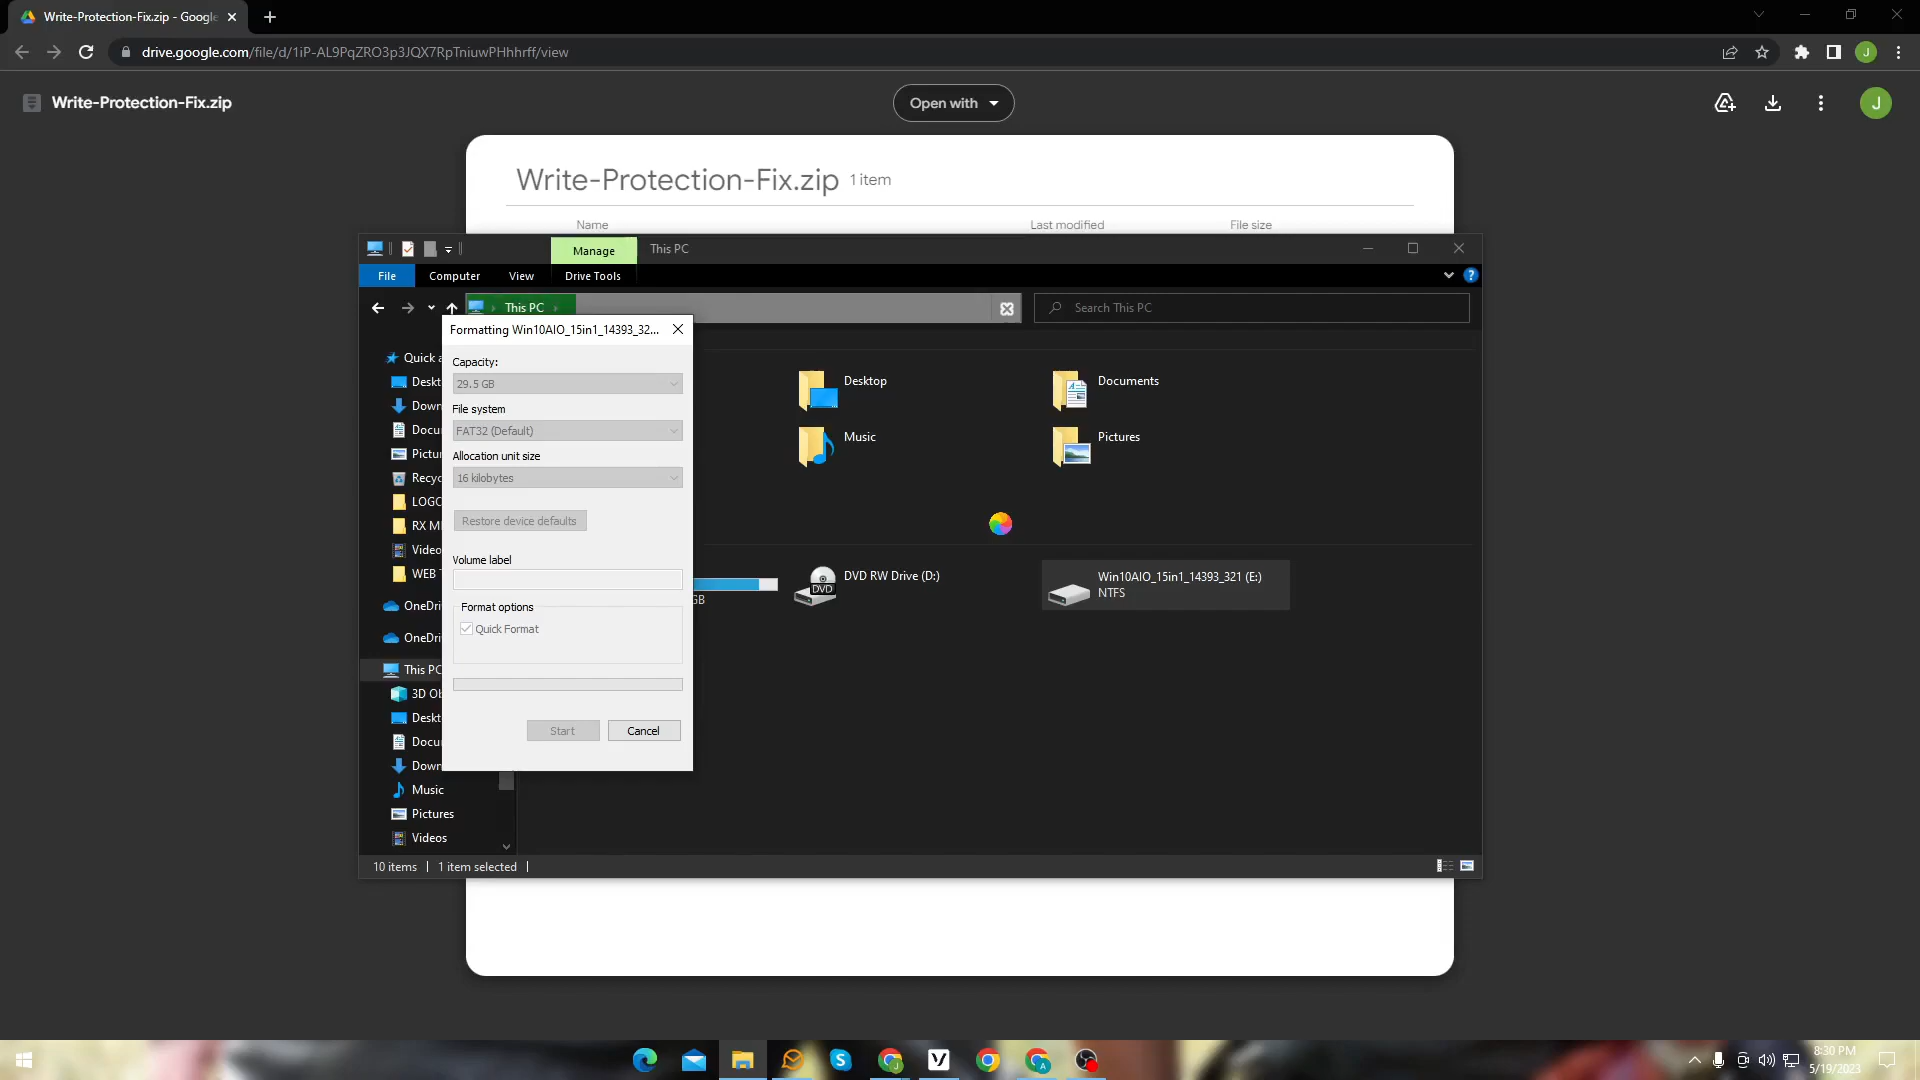 Write-Protection-Fix.zip - Google
drive.google.com/file/d/1iP-AL9PqZRO3p3JQX7RpTniuwPHhhrff/view
J
Write-Protection-Fix.zip
Open with
J
Write-Protection-Fix.zip 1 item
Name Last modified File size
Manage This PC
File Computer View Drive Tools
This PC
Search This PC
Formatting Win10AIO_15in1_14393_32...
Capacity:
29.5 GB
File system
FAT32 (Default)
Allocation unit size
16 kilobytes
Restore device defaults
Volume label
Format options
Quick Format
Start Cancel
Quick a
Deskt
Down
Docu
Pictur
Recyc
LOGO
RX M
Video
WEB T
OneDri
OneDri
This PC
3D Ob
Deskt
Docu
Down
Music
Pictures
Videos
Desktop
Documents
Music
Pictures
GB
DVD
DVD RW Drive (D:)
Win10AIO_15in1_14393_321 (E:)
NTFS
10 items 1 item selected
8:30 PM
5/19/2023